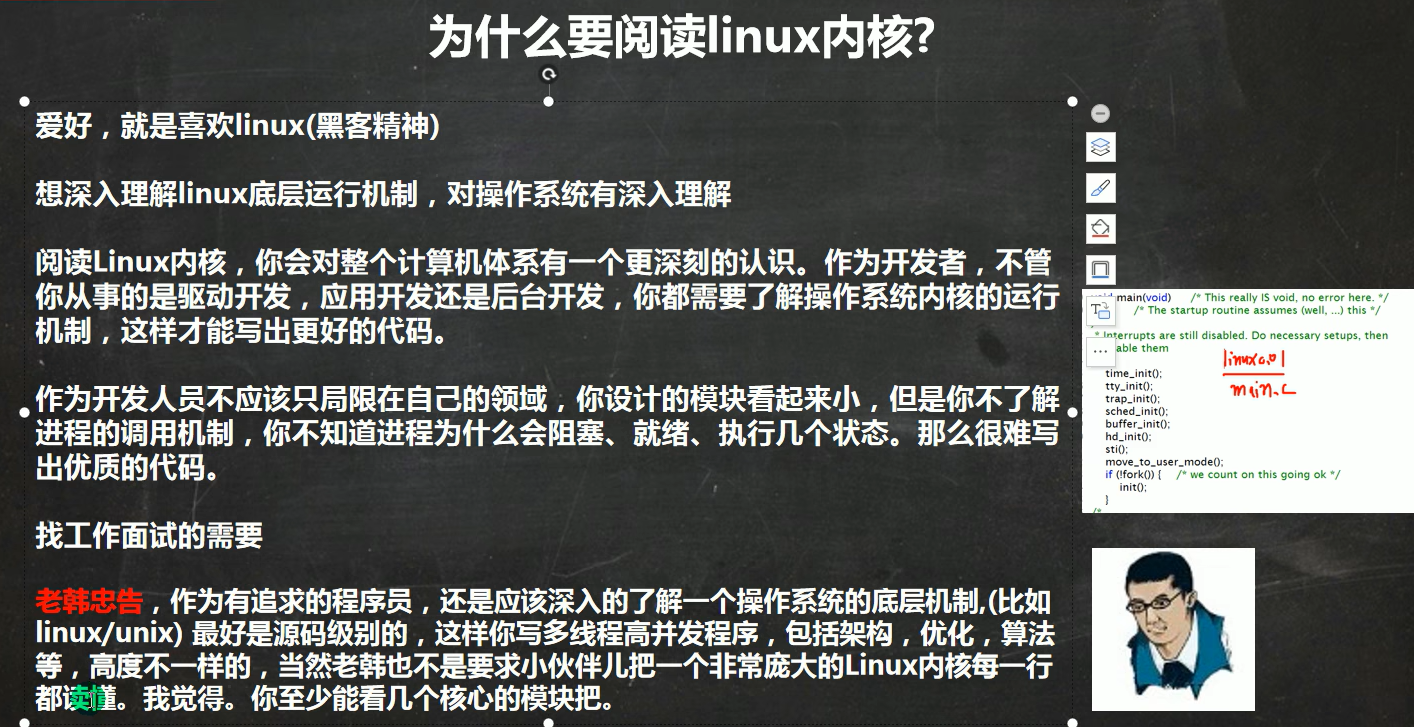 为什么要阅读linux内核?
爱好，就是喜欢linux(黑客精神)
想深入理解linux底层运行机制，对操作系统有深入理解
阅读Linux内核，你会对整个计算机体系有一个更深刻的认识。作为开发者，不管
你从事的是驱动开发，应用开发还是后台开发，你都需要了解操作系统内核的运行
机制，这样才能写出更好的代码。
作为开发人员不应该只局限在自己的领域，你设计的模块看起来小，但是你不了解
进程的调用机制，你不知道进程为什么会阻塞、就绪、执行几个状态。那么很难写
出优质的代码。
找工作面试的需要
老韩忠告，作为有追求的程序员，还是应该深入的了解一个操作系统的底层机制,(比如
linux/unix) 最好是源码级别的，这样你写多线程高并发程序，包括架构，优化，算法
等，高度不一样的，当然老韩也不是要求小伙伴儿把一个非常庞大的Linux内核每一行
都读懂。我觉得。你至少能看几个核心的模块把。
main(void) /* This really IS void, no error here. */
/* The startup routine assumes (well, ...) this */
* Interrupts are still disabled. Do necessary setups, then
able them
linux0.01
main.c
time_init();
tty_init();
trap_init();
sched_init();
buffer_init();
hd_init();
sti();
move_to_user_mode();
if (!fork()) { /* we count on this going ok */
init();
}
/*